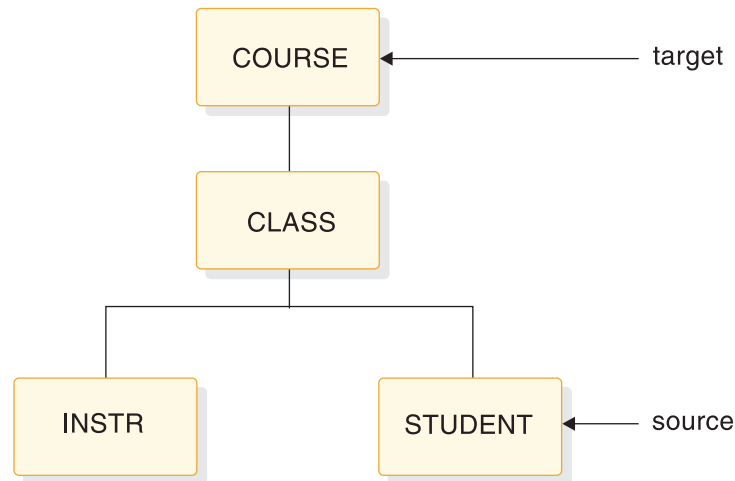 COURSE
target
CLASS
INSTR
STUDENT
source